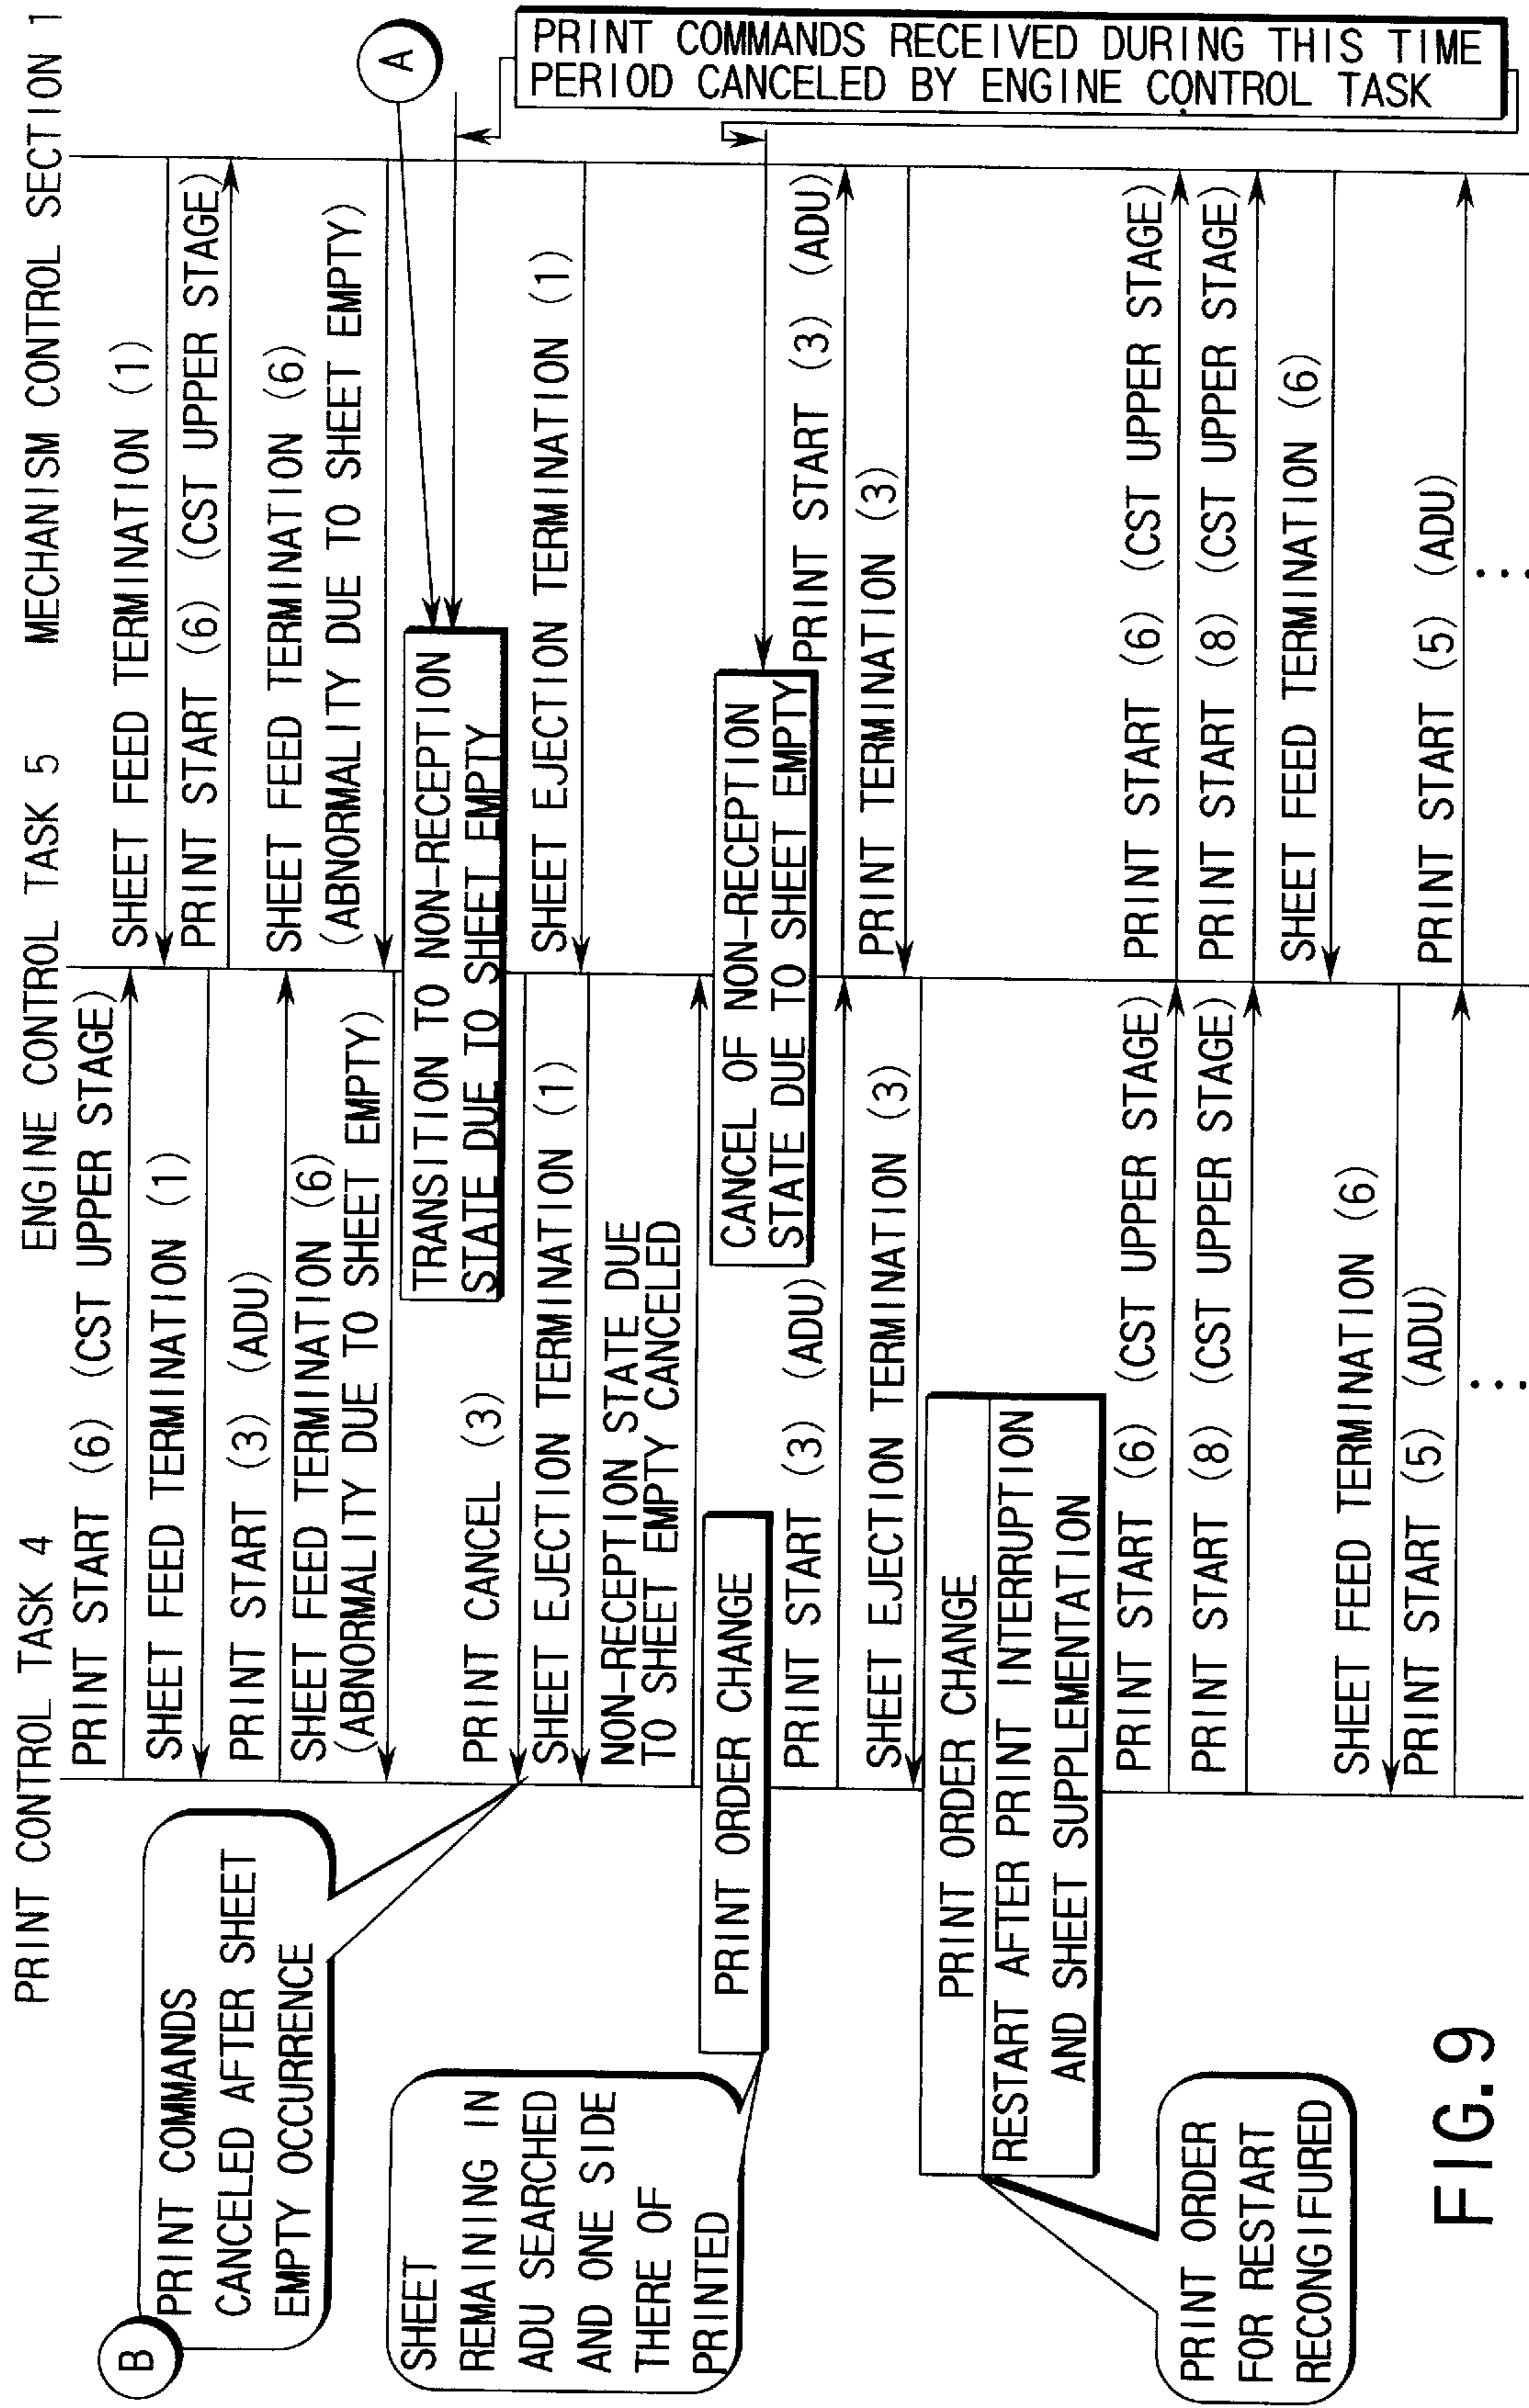 PRINT CONTROL TASK 4
ENGINE CONTROL TASK 5
MECHANISM CONTROL SECTION 1
PRINT START (6) (CST UPPER STAGE)
SHEET FEED TERMINATION (1)
SHEET FEED TERMINATION (1)
PRINT START (6) (CST UPPER STAGE)
PRINT START (3) (ADU)
SHEET FEED TERMINATION (6)
(ABNORMALITY DUE TO SHEET EMPTY)
SHEET FEED TERMINATION (6)
(ABNORMALITY DUE TO SHEET EMPTY)
A
TRANSITION TO NON-RECEPTION
STATE DUE TO SHEET EMPTY
B
PRINT COMMANDS
CANCELED AFTER SHEET
EMPTY OCCURRENCE
PRINT CANCEL (3)
SHEET EJECTION TERMINATION (1)
SHEET EJECTION TERMINATION (1)
PRINT COMMANDS RECEIVED DURING THIS TIME
PERIOD CANCELED BY ENGINE CONTROL TASK
NON-RECEPTION STATE DUE
TO SHEET EMPTY CANCELED
SHEET
REMAINING IN
ADU SEARCHED
AND ONE SIDE
THERE OF
PRINTED
PRINT ORDER CHANGE
CANCEL OF NON-RECEPTION
STATE DUE TO SHEET EMPTY
PRINT START (3) (ADU)
PRINT START (3) (ADU)
SHEET EJECTION TERMINATION (3)
PRINT TERMINATION (3)
PRINT ORDER CHANGE
RESTART AFTER PRINT INTERRUPTION
AND SHEET SUPPLEMENTATION
PRINT ORDER
FOR RESTART
RECONGIFURED
PRINT START (6) (CST UPPER STAGE)
PRINT START (6) (CST UPPER STAGE)
PRINT START (8) (CST UPPER STAGE)
PRINT START (8) (CST UPPER STAGE)
SHEET FEED TERMINATION (6)
SHEET FEED TERMINATION (6)
PRINT START (5) (ADU)
PRINT START (5) (ADU)
...
...
FIG.9